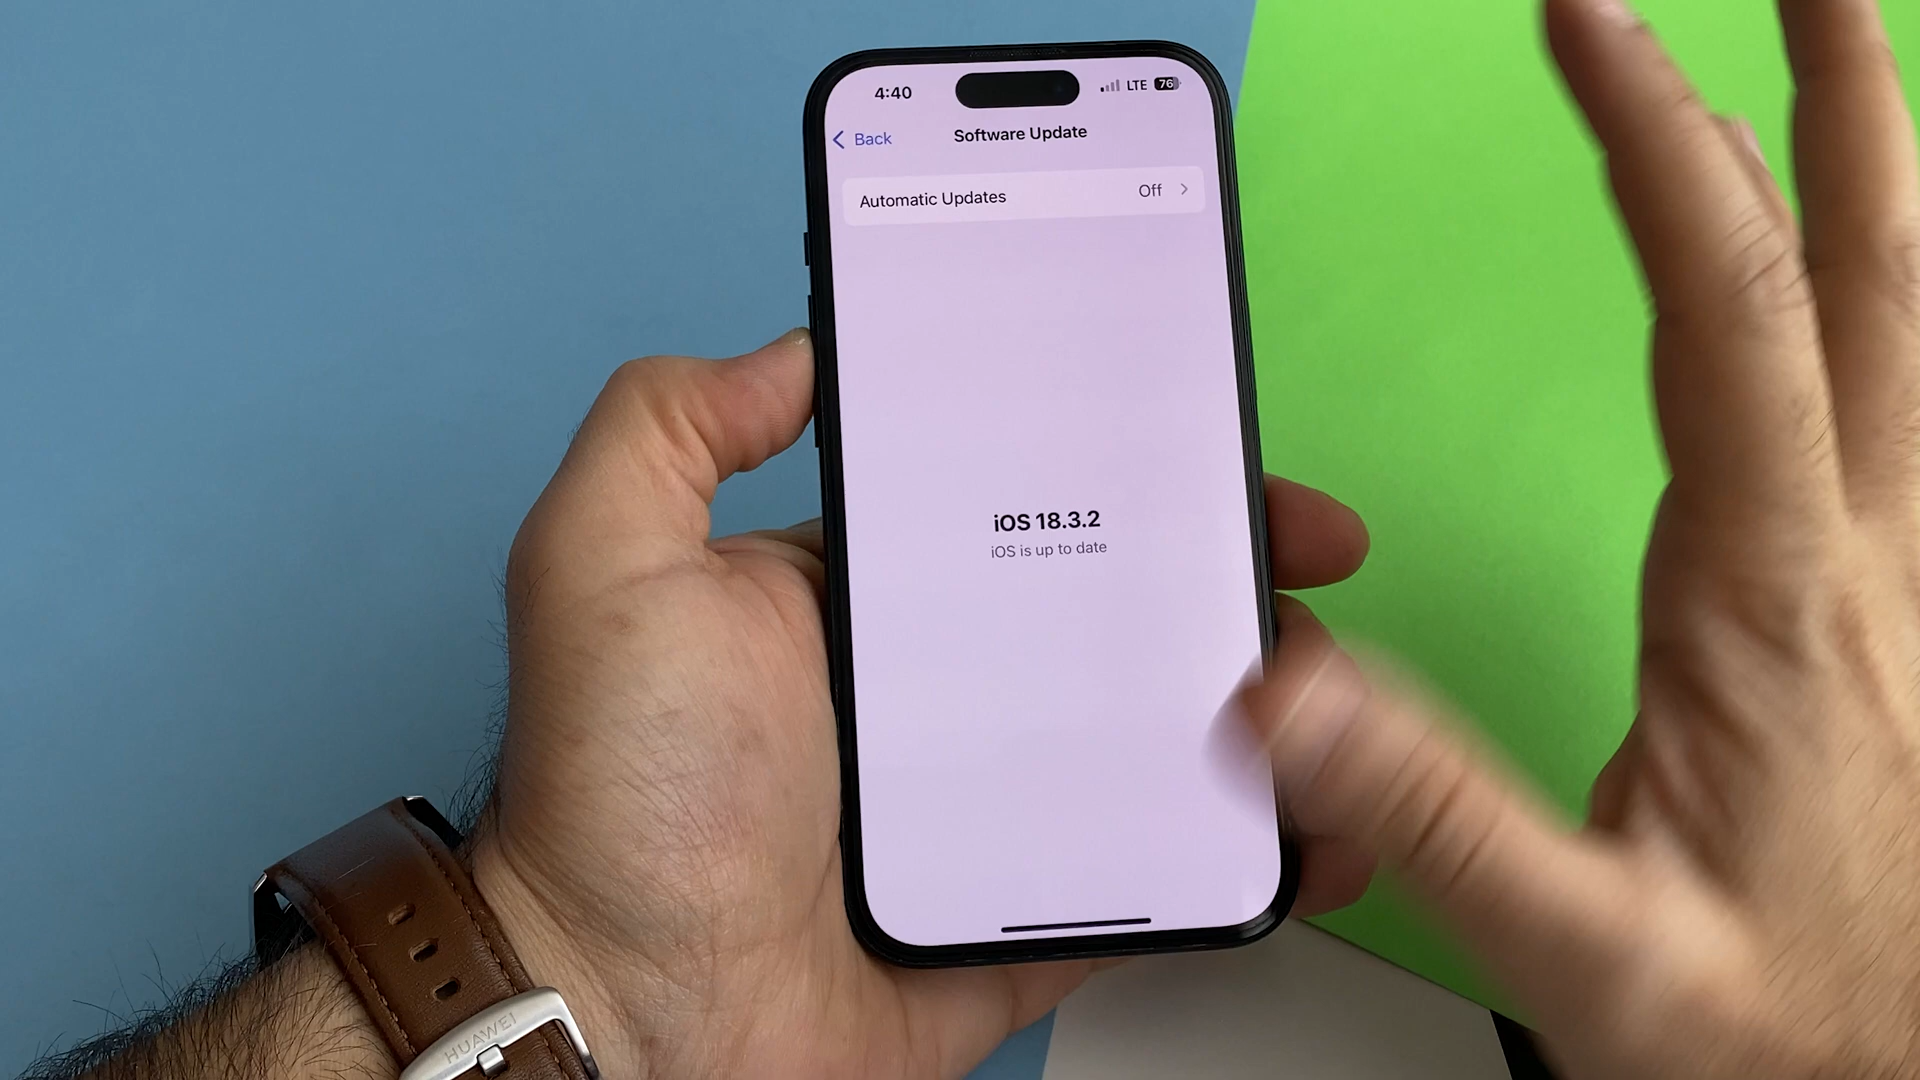 4:40
LTE 76
Back
Software Update
Automatic Updates Off
iOS 18.3.2
iOS is up to date
HUAWEI